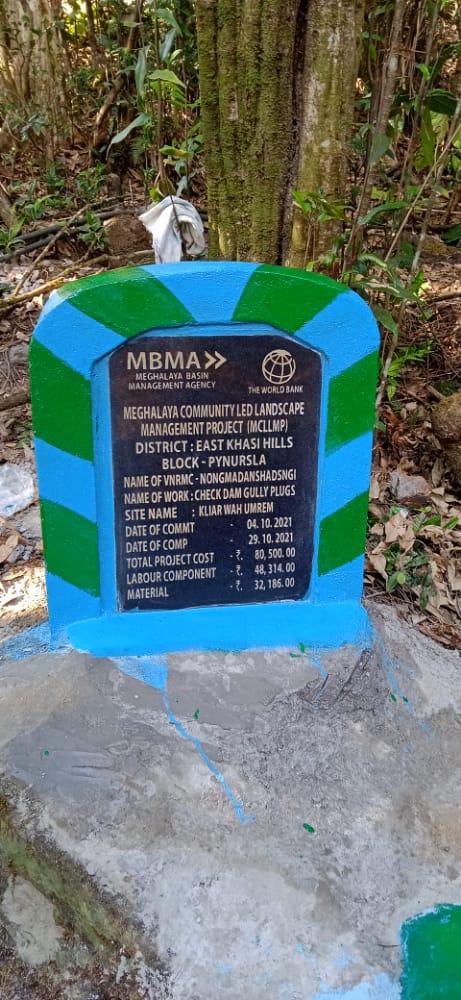 MBMA>>
MEGHALAYA BASIN
MANAGEMENT AGENCY
THE WORLD BANK
MEGHALAYA COMMUNITY LED LANDSCAPE
MANAGEMENT PROJECT (MCLLMP)
DISTRICT : EAST KHASI HILLS
BLOCK - PYNURSLA
NAME OF VNRMC - NONGMADANSHADSNGI
NAME OF WORK : CHECK DAM GULLY PLUGS
SITE NAME : KLIAR WAH UMREM
DATE OF COMMT - 04.10.2021
DATE OF COMP - 29.10.2021
TOTAL PROJECT COST - ₹. 80,500.00
LABOUR COMPONENT - ₹. 48,314.00
MATERIAL - ₹. 32,186.00